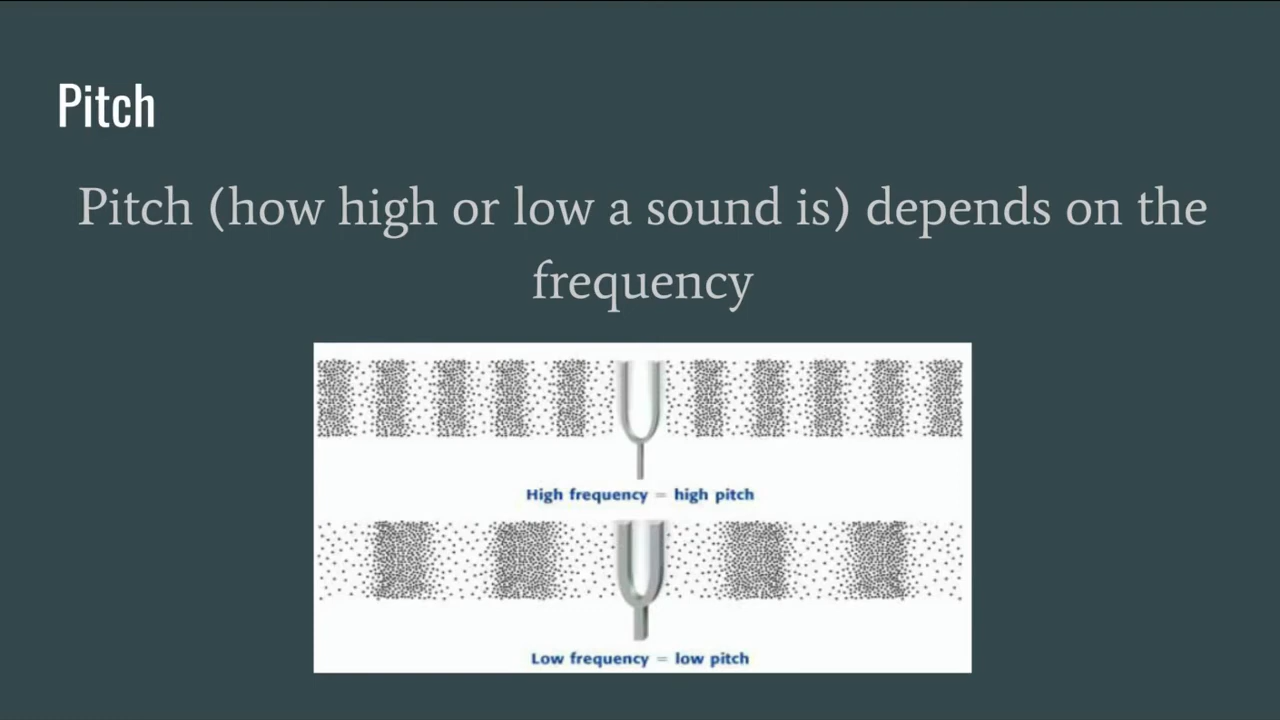 Pitch
Pitch (how high or low a sound is) depends on the
frequency
High frequency = high pitch
Low frequency = low pitch